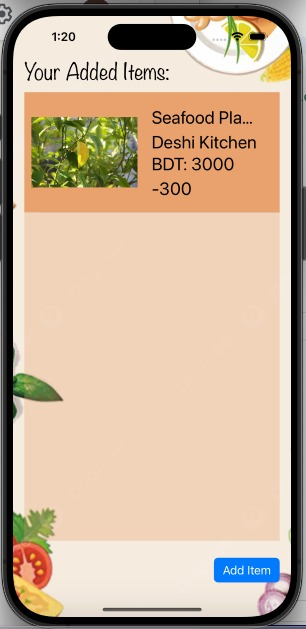 1:20
Your Added Items:
Seafood Pla...
Deshi Kitchen
BDT: 3000
-300
Add Item